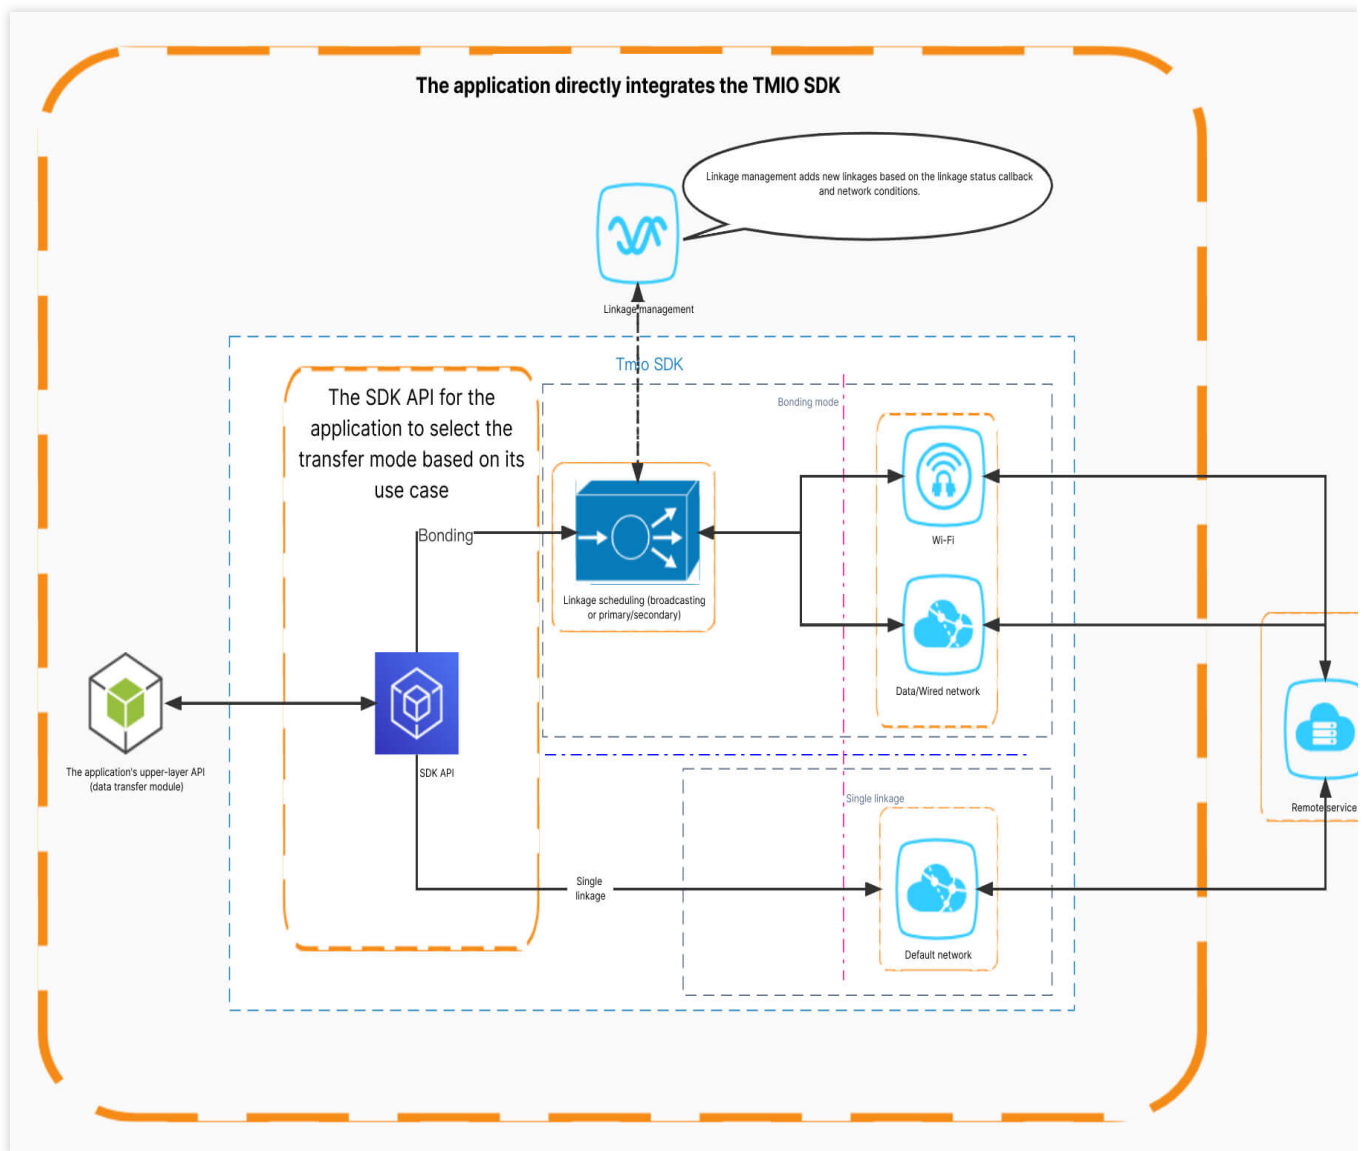 The application directly integrates the TMIO SDK
Linkage management adds new linkages based on the linkage status callback
and network conditions.
Linkage management
Tmio SDK
The SDK API for the
application to select the
transfer mode based on its
use case
Bonding mode
Bonding
Wi-Fi
Linkage scheduling (broadcasting
or primary/secondary)
Data/Wired network
The application's upper-layer API
(data transfer module)
SDK API
Single linkage
Remote service
Single
linkage
Default network